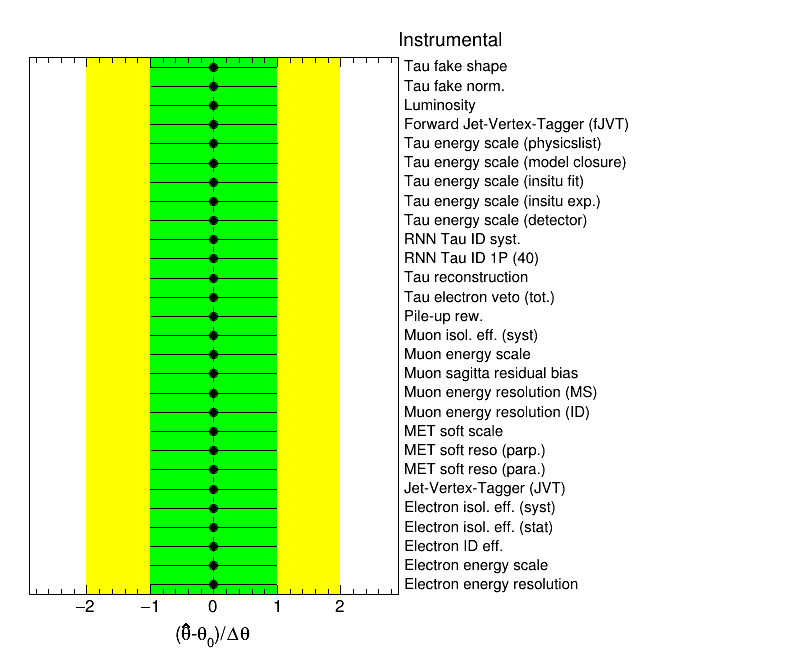 Instrumental
Tau fake shape
Tau fake norm.
Luminosity
Forward Jet-Vertex-Tagger (fJVT)
Tau energy scale (physicslist)
Tau energy scale (model closure)
Tau energy scale (insitu fit)
Tau energy scale (insitu exp.)
Tau energy scale (detector)
RNN Tau ID syst.
RNN Tau ID 1P (40)
Tau reconstruction
Tau electron veto (tot.)
Pile-up rew.
Muon isol. eff. (syst)
Muon energy scale
Muon sagitta residual bias
Muon energy resolution (MS)
Muon energy resolution (ID)
MET soft scale
MET soft reso (parp.)
MET soft reso (para.)
Jet-Vertex-Tagger (JVT)
Electron isol. eff. (syst)
Electron isol. eff. (stat)
Electron ID eff.
Electron energy scale
Electron energy resolution
−2 −1 0 1 2
(θ̂-θ₀)/Δθ